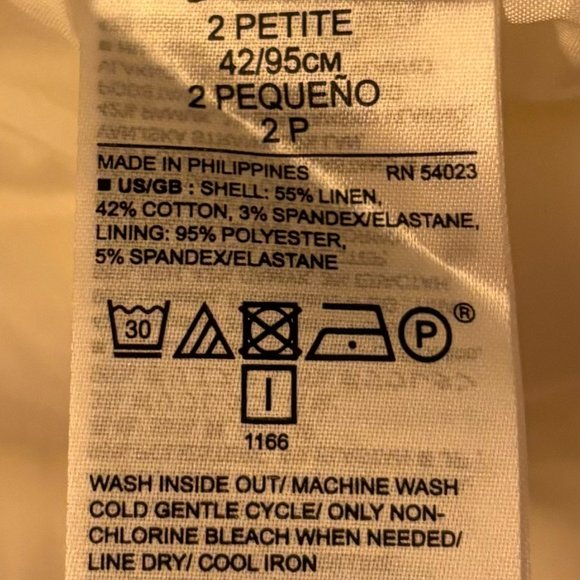 2 PETITE
42/95CM
2 PEQUEÑO
2 P
MADE IN PHILIPPINES RN 54023
■ US/GB : SHELL: 55% LINEN,
42% COTTON, 3% SPANDEX/ELASTANE,
LINING: 95% POLYESTER,
5% SPANDEX/ELASTANE
30 P ®
I
1166
WASH INSIDE OUT/ MACHINE WASH
COLD GENTLE CYCLE/ ONLY NON-
CHLORINE BLEACH WHEN NEEDED/
LINE DRY/ COOL IRON